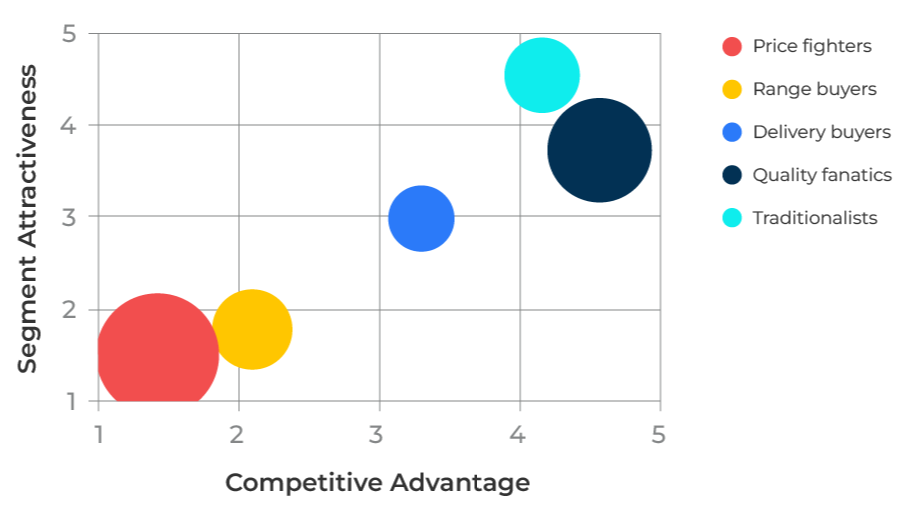 5
4
3
2
1
Segment Attractiveness
1 2 3 4 5
Competitive Advantage
Price fighters
Range buyers
Delivery buyers
Quality fanatics
Traditionalists